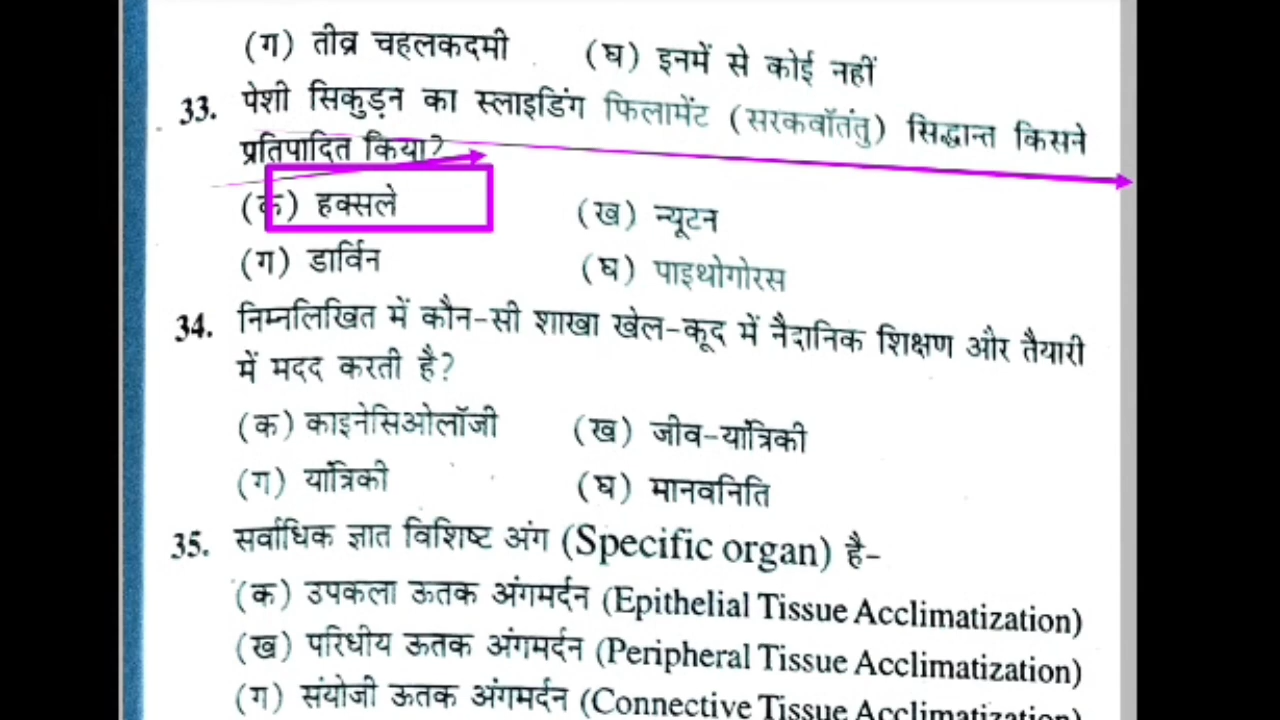 (ग) तीव्र चहलकदमी (घ) इनमें से कोई नहीं
33. पेशी सिकुड़न का स्लाइडिंग फिलामेंट (सरकवॉतंतु) सिद्धान्त किसने
प्रतिपादित किया?
(क) हक्सले (ख) न्यूटन
(ग) डार्विन (घ) पाइथोगोरस
34. निम्नलिखित में कौन-सी शाखा खेल-कूद में नैदानिक शिक्षण और तैयारी
में मदद करती है?
(क) काइनेसिओलॉजी (ख) जीव-यांत्रिकी
(ग) यांत्रिकी (घ) मानवनिति
35. सर्वाधिक ज्ञात विशिष्ट अंग (Specific organ) है-
(क) उपकला ऊतक अंगमर्दन (Epithelial Tissue Acclimatization)
(ख) परिधीय ऊतक अंगमर्दन (Peripheral Tissue Acclimatization)
(ग) संयोजी ऊतक अंगमर्दन (Connective Tissue Acclimatization)